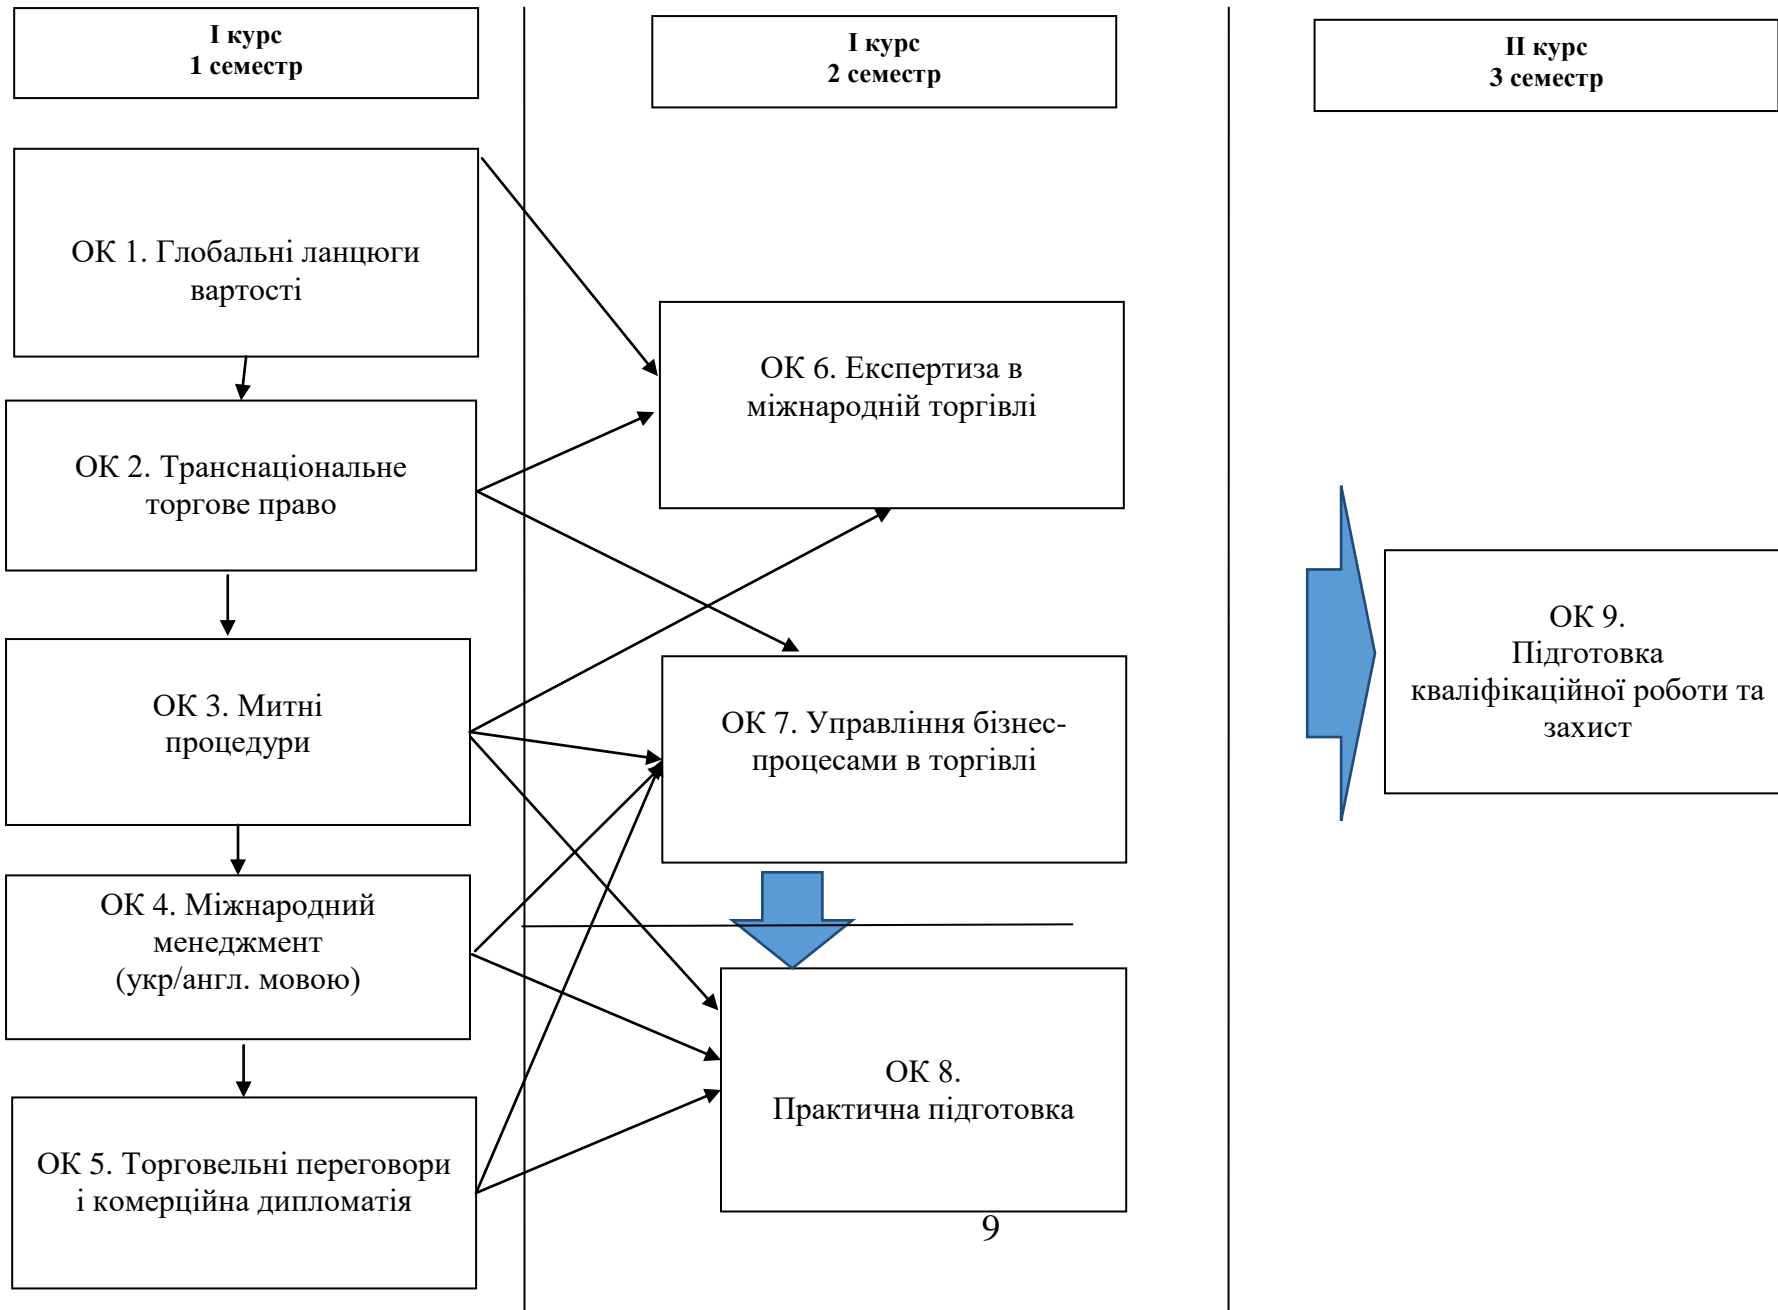 I курс
1 семестр
I курс
2 семестр
II курс
3 семестр
ОК 1. Глобальні ланцюги
вартості
ОК 2. Транснаціональне
торгове право
ОК 3. Митні
процедури
ОК 4. Міжнародний
менеджмент
(укр/англ. мовою)
ОК 5. Торговельні переговори
і комерційна дипломатія
ОК 6. Експертиза в
міжнародній торгівлі
ОК 7. Управління бізнес-
процесами в торгівлі
ОК 8.
Практична підготовка
ОК 9.
Підготовка
кваліфікаційної роботи та
захист
9